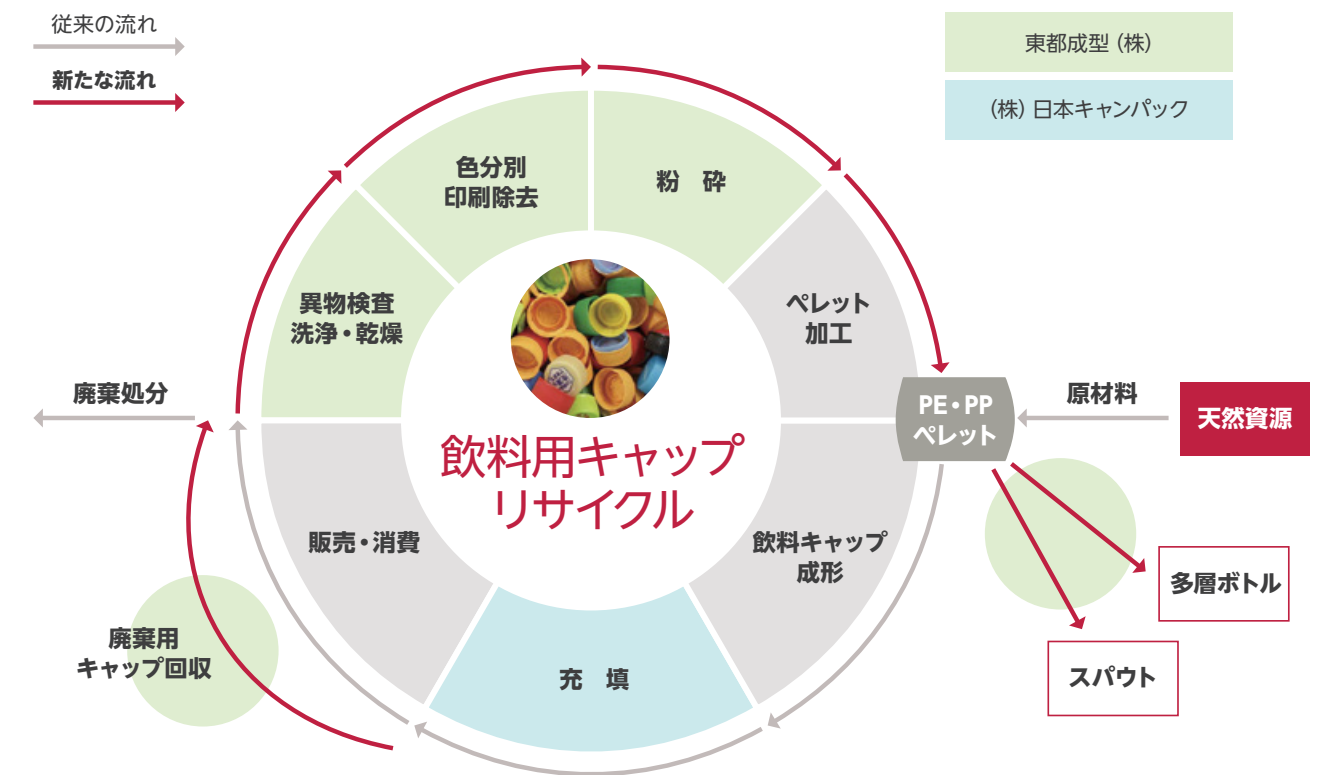 従来の流れ
新たな流れ
東都成型（株）
（株）日本キャンパック
色分別
印刷除去
粉　砕
異物検査
洗浄・乾燥
ペレット
加工
廃棄処分
PE・PP
ペレット
原材料
天然資源
飲料用キャップ
リサイクル
販売・消費
飲料キャップ
成形
多層ボトル
廃棄用
キャップ回収
充　填
スパウト